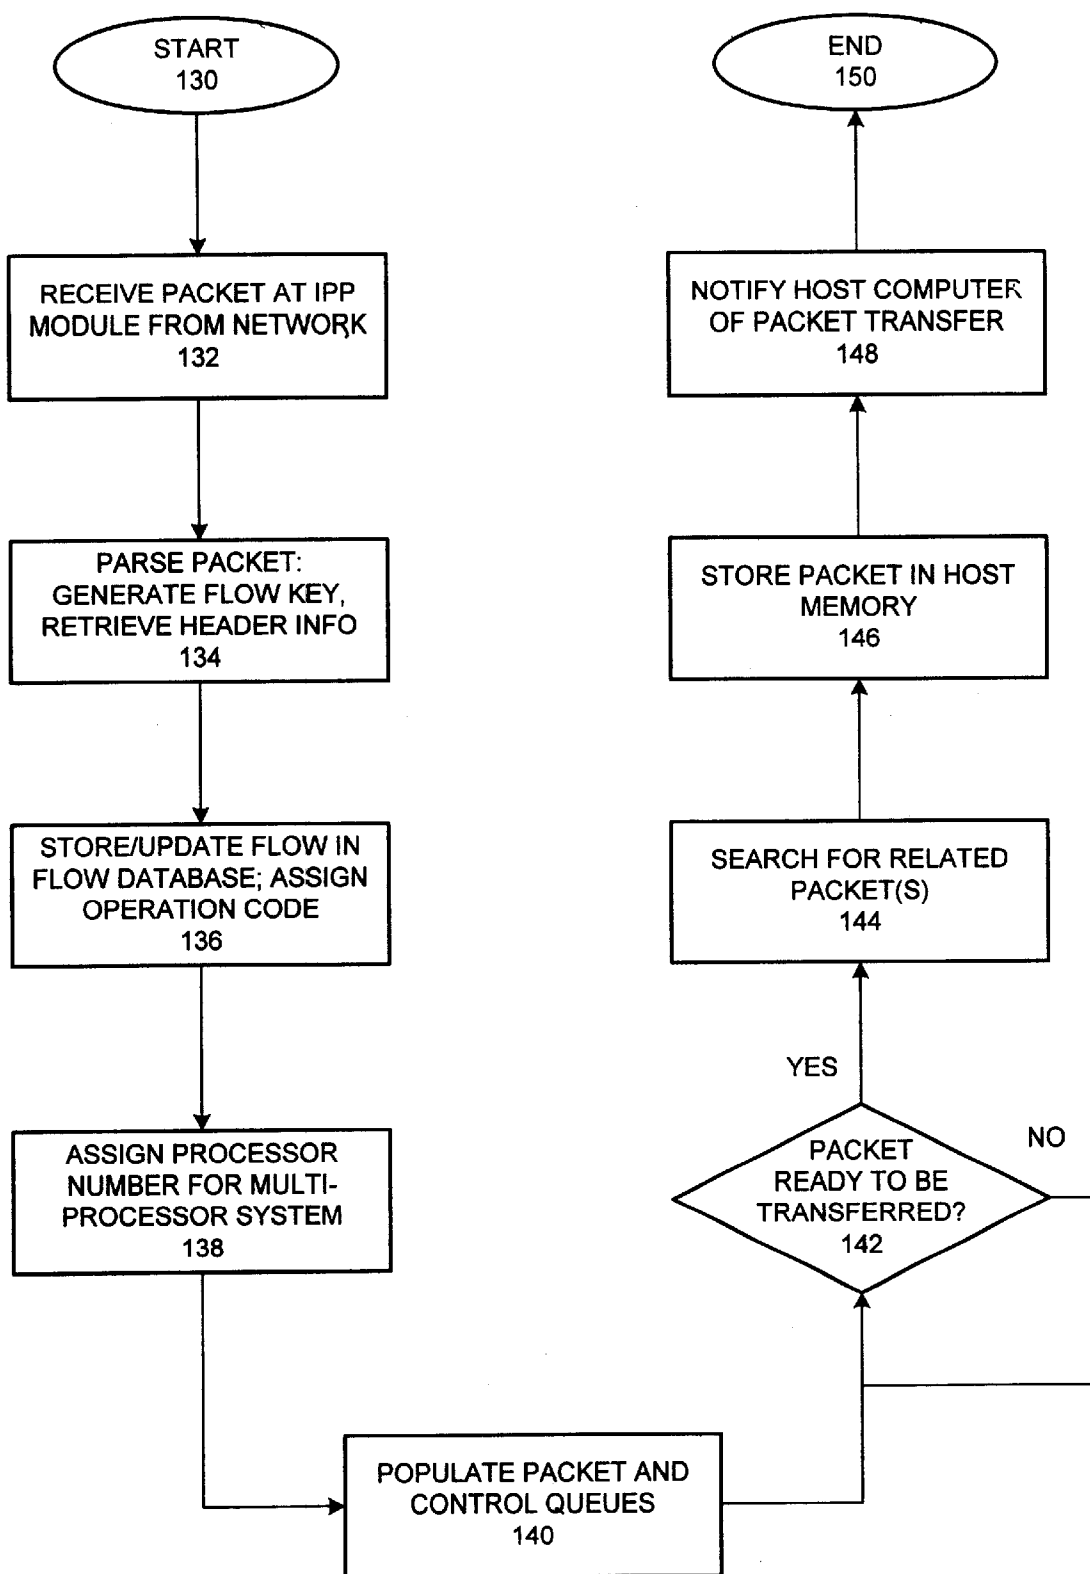 START
130
RECEIVE PACKET AT IPP
MODULE FROM NETWORK
132
PARSE PACKET:
GENERATE FLOW KEY,
RETRIEVE HEADER INFO
134
STORE/UPDATE FLOW IN
FLOW DATABASE; ASSIGN
OPERATION CODE
136
ASSIGN PROCESSOR
NUMBER FOR MULTI-
PROCESSOR SYSTEM
138
POPULATE PACKET AND
CONTROL QUEUES
140
PACKET
READY TO BE
TRANSFERRED?
142
NO
YES
SEARCH FOR RELATED
PACKET(S)
144
STORE PACKET IN HOST
MEMORY
146
NOTIFY HOST COMPUTER
OF PACKET TRANSFER
148
END
150